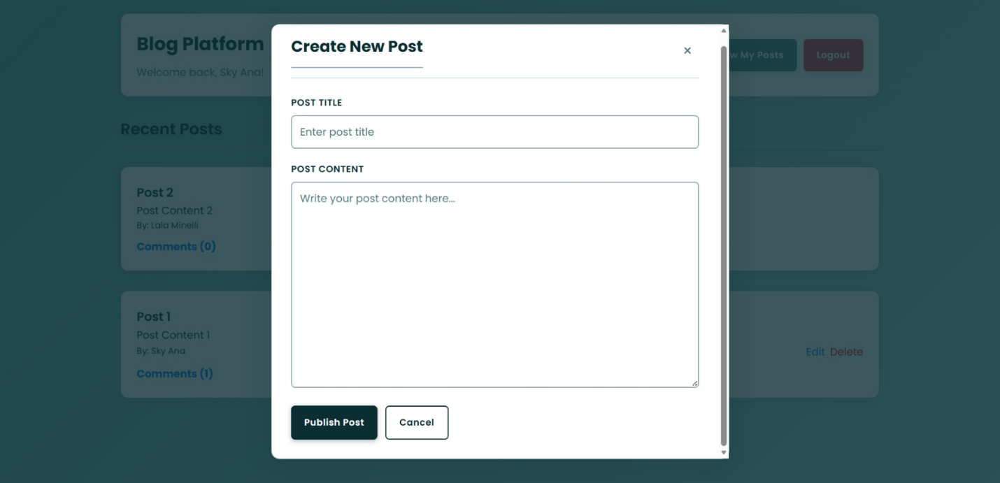 Blog Platform
Welcome back, Sky Ana!
w My Posts
Logout
Create New Post
×
POST TITLE
Enter post title
POST CONTENT
Write your post content here...
Publish Post
Cancel
Recent Posts
Post 2
Post Content 2
By: Lala Minelli
Comments (0)
Post 1
Post Content 1
By: Sky Ana
Comments (1)
Edit Delete